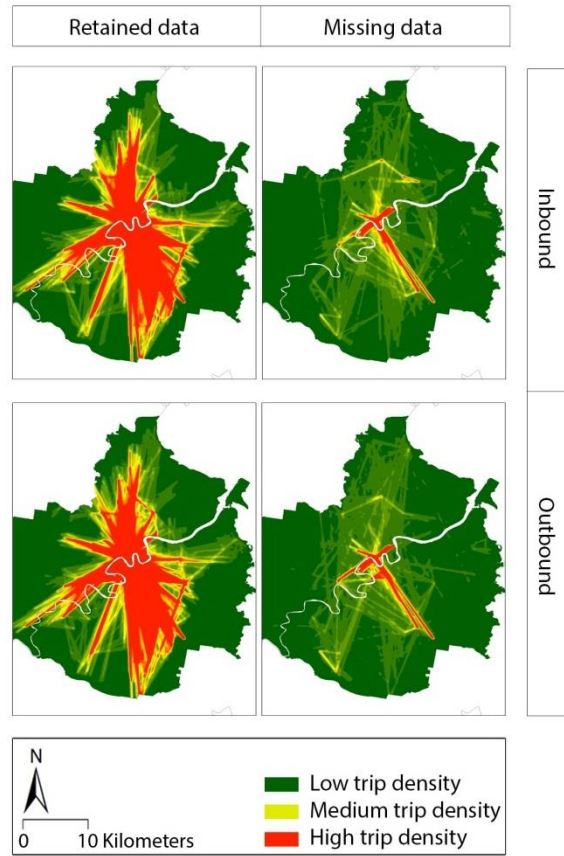 Retained data
Missing data
Inbound
Outbound
N
0 10 Kilometers
Low trip density
Medium trip density
High trip density